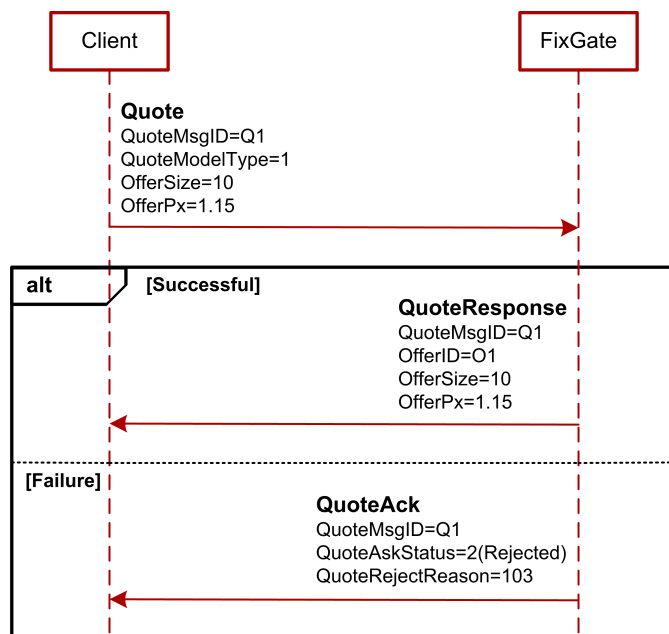 Client
FixGate
Quote
QuoteMsgID=Q1
QuoteModelType=1
OfferSize=10
OfferPx=1.15
alt
[Successful]
QuoteResponse
QuoteMsgID=Q1
OfferID=O1
OfferSize=10
OfferPx=1.15
[Failure]
QuoteAck
QuoteMsgID=Q1
QuoteAskStatus=2(Rejected)
QuoteRejectReason=103